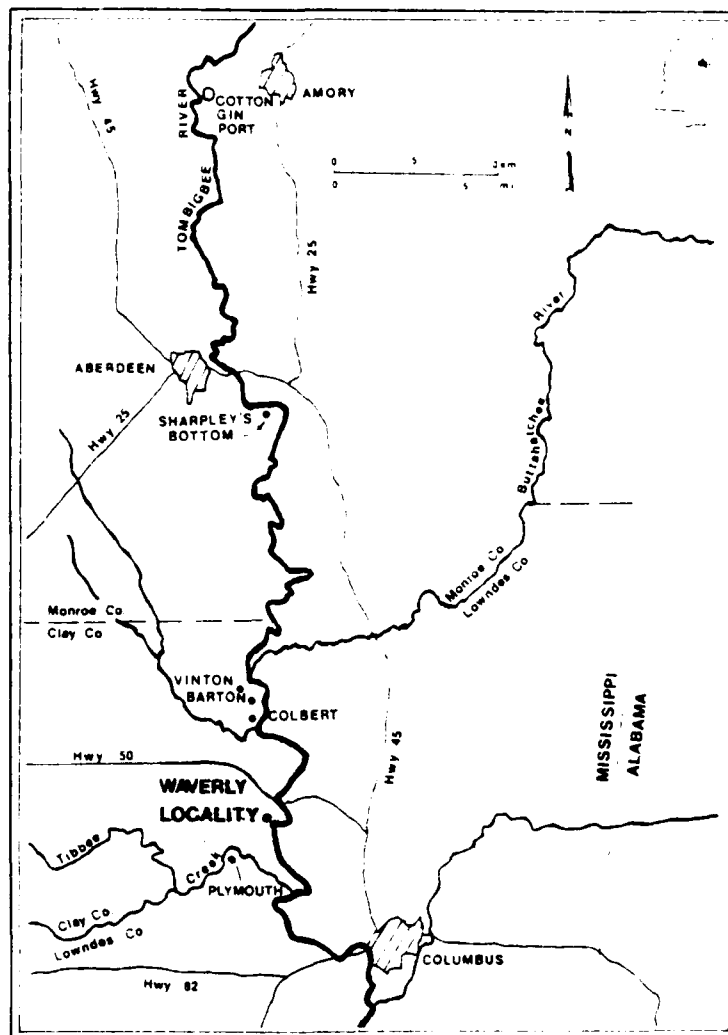 Hwy 45
RIVER
TOMBIGBEE
COTTON
GIN
PORT
AMORY
0 5
0 5 mi
Hwy 25
River
Buttahatchee
ABERDEEN
SHARPLEY'S
BOTTOM
Hwy 25
Monroe Co
Lowndes Co
Monroe Co
Clay Co
VINTON
BARTON
COLBERT
MISSISSIPPI
ALABAMA
Hwy 50
Hwy 45
WAVERLY
LOCALITY
Tibbee
Creek
PLYMOUTH
Clay Co
Lowndes Co
COLUMBUS
Hwy 82